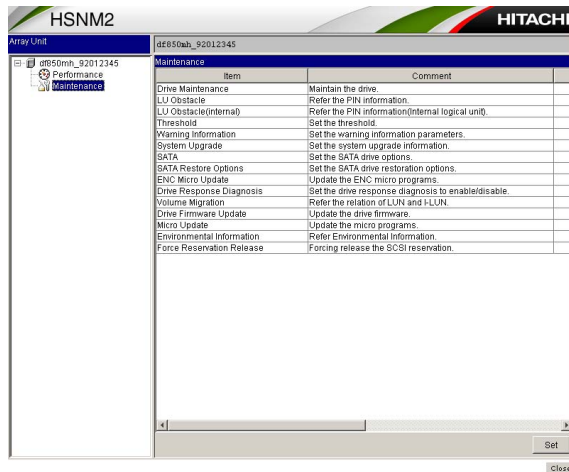 HSNM2 HITACHI
Array Unit
df850mh_92012345
Performance
Maintenance
df850mh_92012345
Maintenance
Item Comment
Drive Maintenance Maintain the drive.
LU Obstacle Refer the PIN information.
LU Obstacle(internal) Refer the PIN information(Internal logical unit).
Threshold Set the threshold.
Warning Information Set the warning information parameters.
System Upgrade Set the system upgrade information.
SATA Set the SATA drive options.
SATA Restore Options Set the SATA drive restoration options.
ENC Micro Update Update the ENC micro programs.
Drive Response Diagnosis Set the drive response diagnosis to enable/disable.
Volume Migration Refer the relation of LUN and I-LUN.
Drive Firmware Update Update the drive firmware.
Micro Update Update the micro programs.
Environmental Information Refer Environmental Information.
Force Reservation Release Forcing release the SCSI reservation.
Set
Close